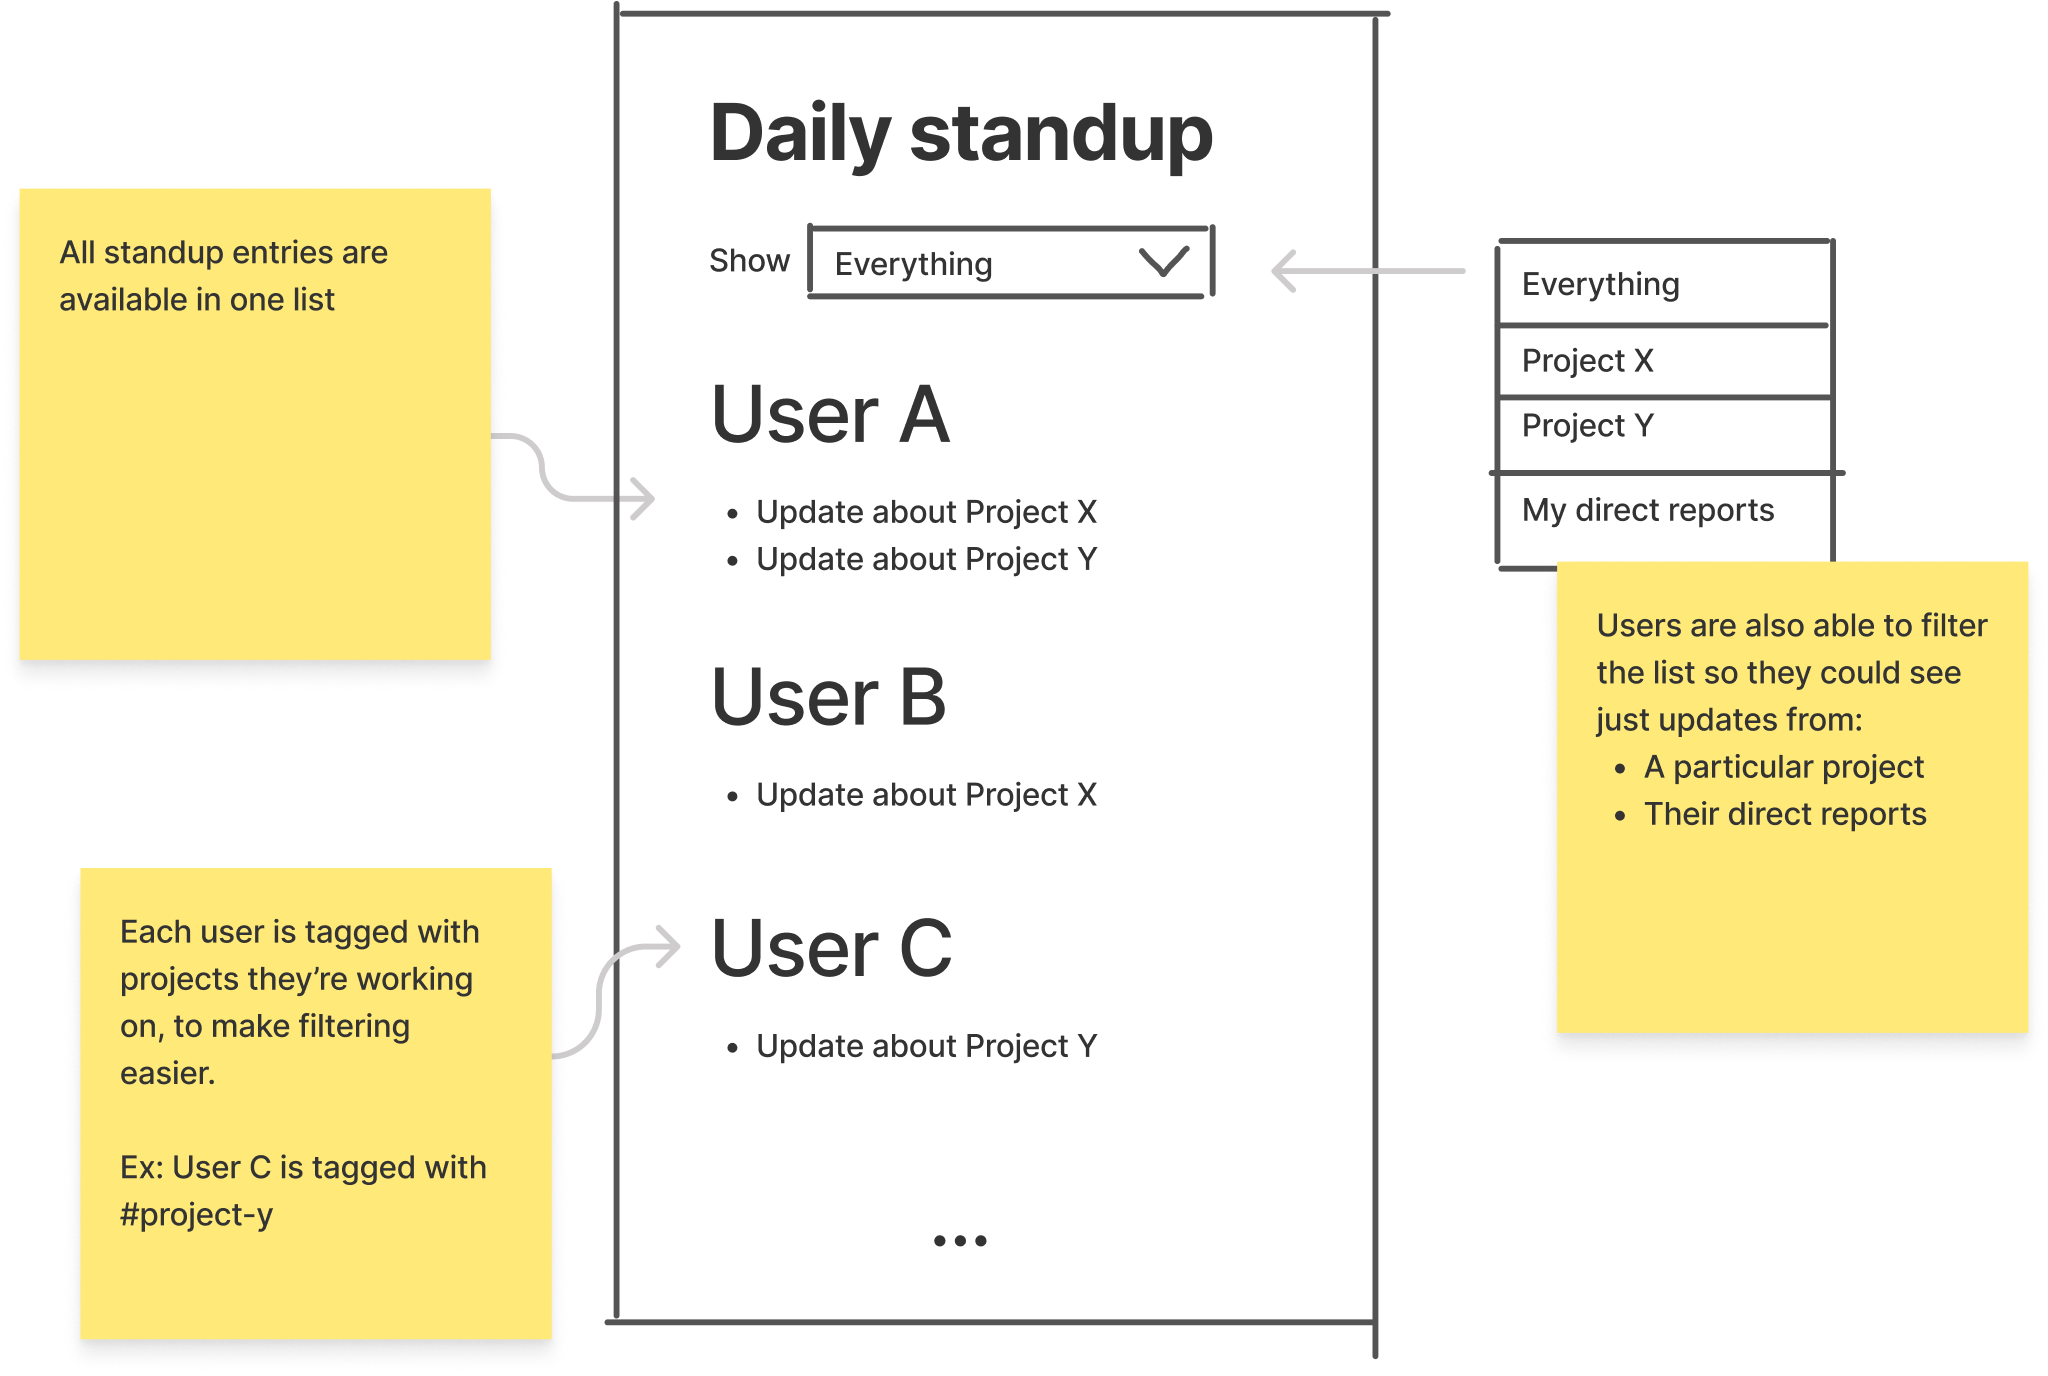 All standup entries are
available in one list
Each user is tagged with
projects they’re working
on, to make filtering
easier.
Ex: User C is tagged with
#project-y
Daily standup
Show
Everything
User A
• Update about Project X
• Update about Project Y
User B
• Update about Project X
User C
• Update about Project Y
...
Everything
Project X
Project Y
My direct reports
Users are also able to filter
the list so they could see
just updates from:
• A particular project
• Their direct reports